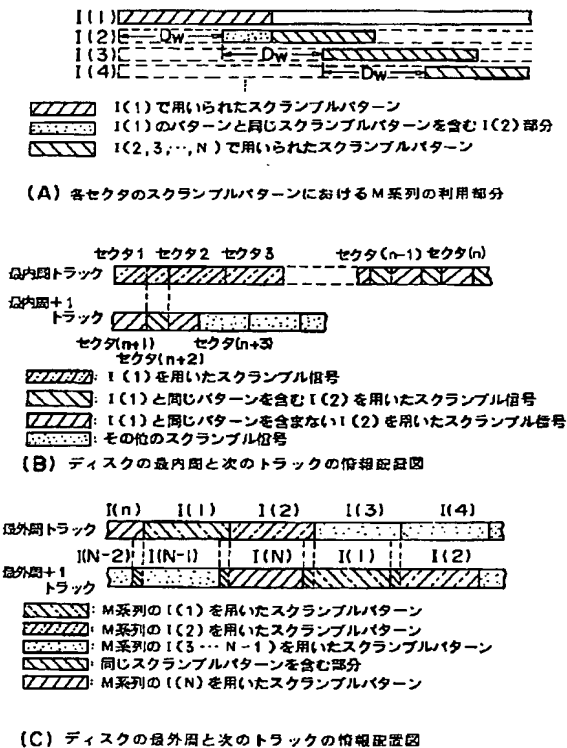 I(1)
I(2) Dw
I(3) Dw
I(4) Dw
I(1)で用いられたスクランブルパターン
I(1)のパターンと同じスクランブルパターンを含むI(2)部分
I(2,3,…,N)で用いられたスクランブルパターン
(A) 各セクタのスクランブルパターンにおけるM系列の利用部分
セクタ1 セクタ2 セクタ3 セクタ(n-1) セクタ(n)
最内周トラック
最内周+1
トラック
セクタ(n+1) セクタ(n+3)
セクタ(n+2)
: I(1)を用いたスクランブル信号
: I(1)と同じパターンを含むI(2)を用いたスクランブル信号
: I(1)と同じパターンを含まないI(2)を用いたスクランブル信号
: その他のスクランブル信号
(B) ディスクの最内周と次のトラックの情報配置図
I(n) I(1) I(2) I(3) I(4)
最外周トラック
I(N-2) I(N-1) I(N) I(1) I(2)
最外周+1
トラック
: M系列のI(1)を用いたスクランブルパターン
: M系列のI(2)を用いたスクランブルパターン
: M系列のI(3…N-1)を用いたスクランブルパターン
: 同じスクランブルパターンを含む部分
: M系列のI(N)を用いたスクランブルパターン
(C) ディスクの最外周と次のトラックの情報配置図